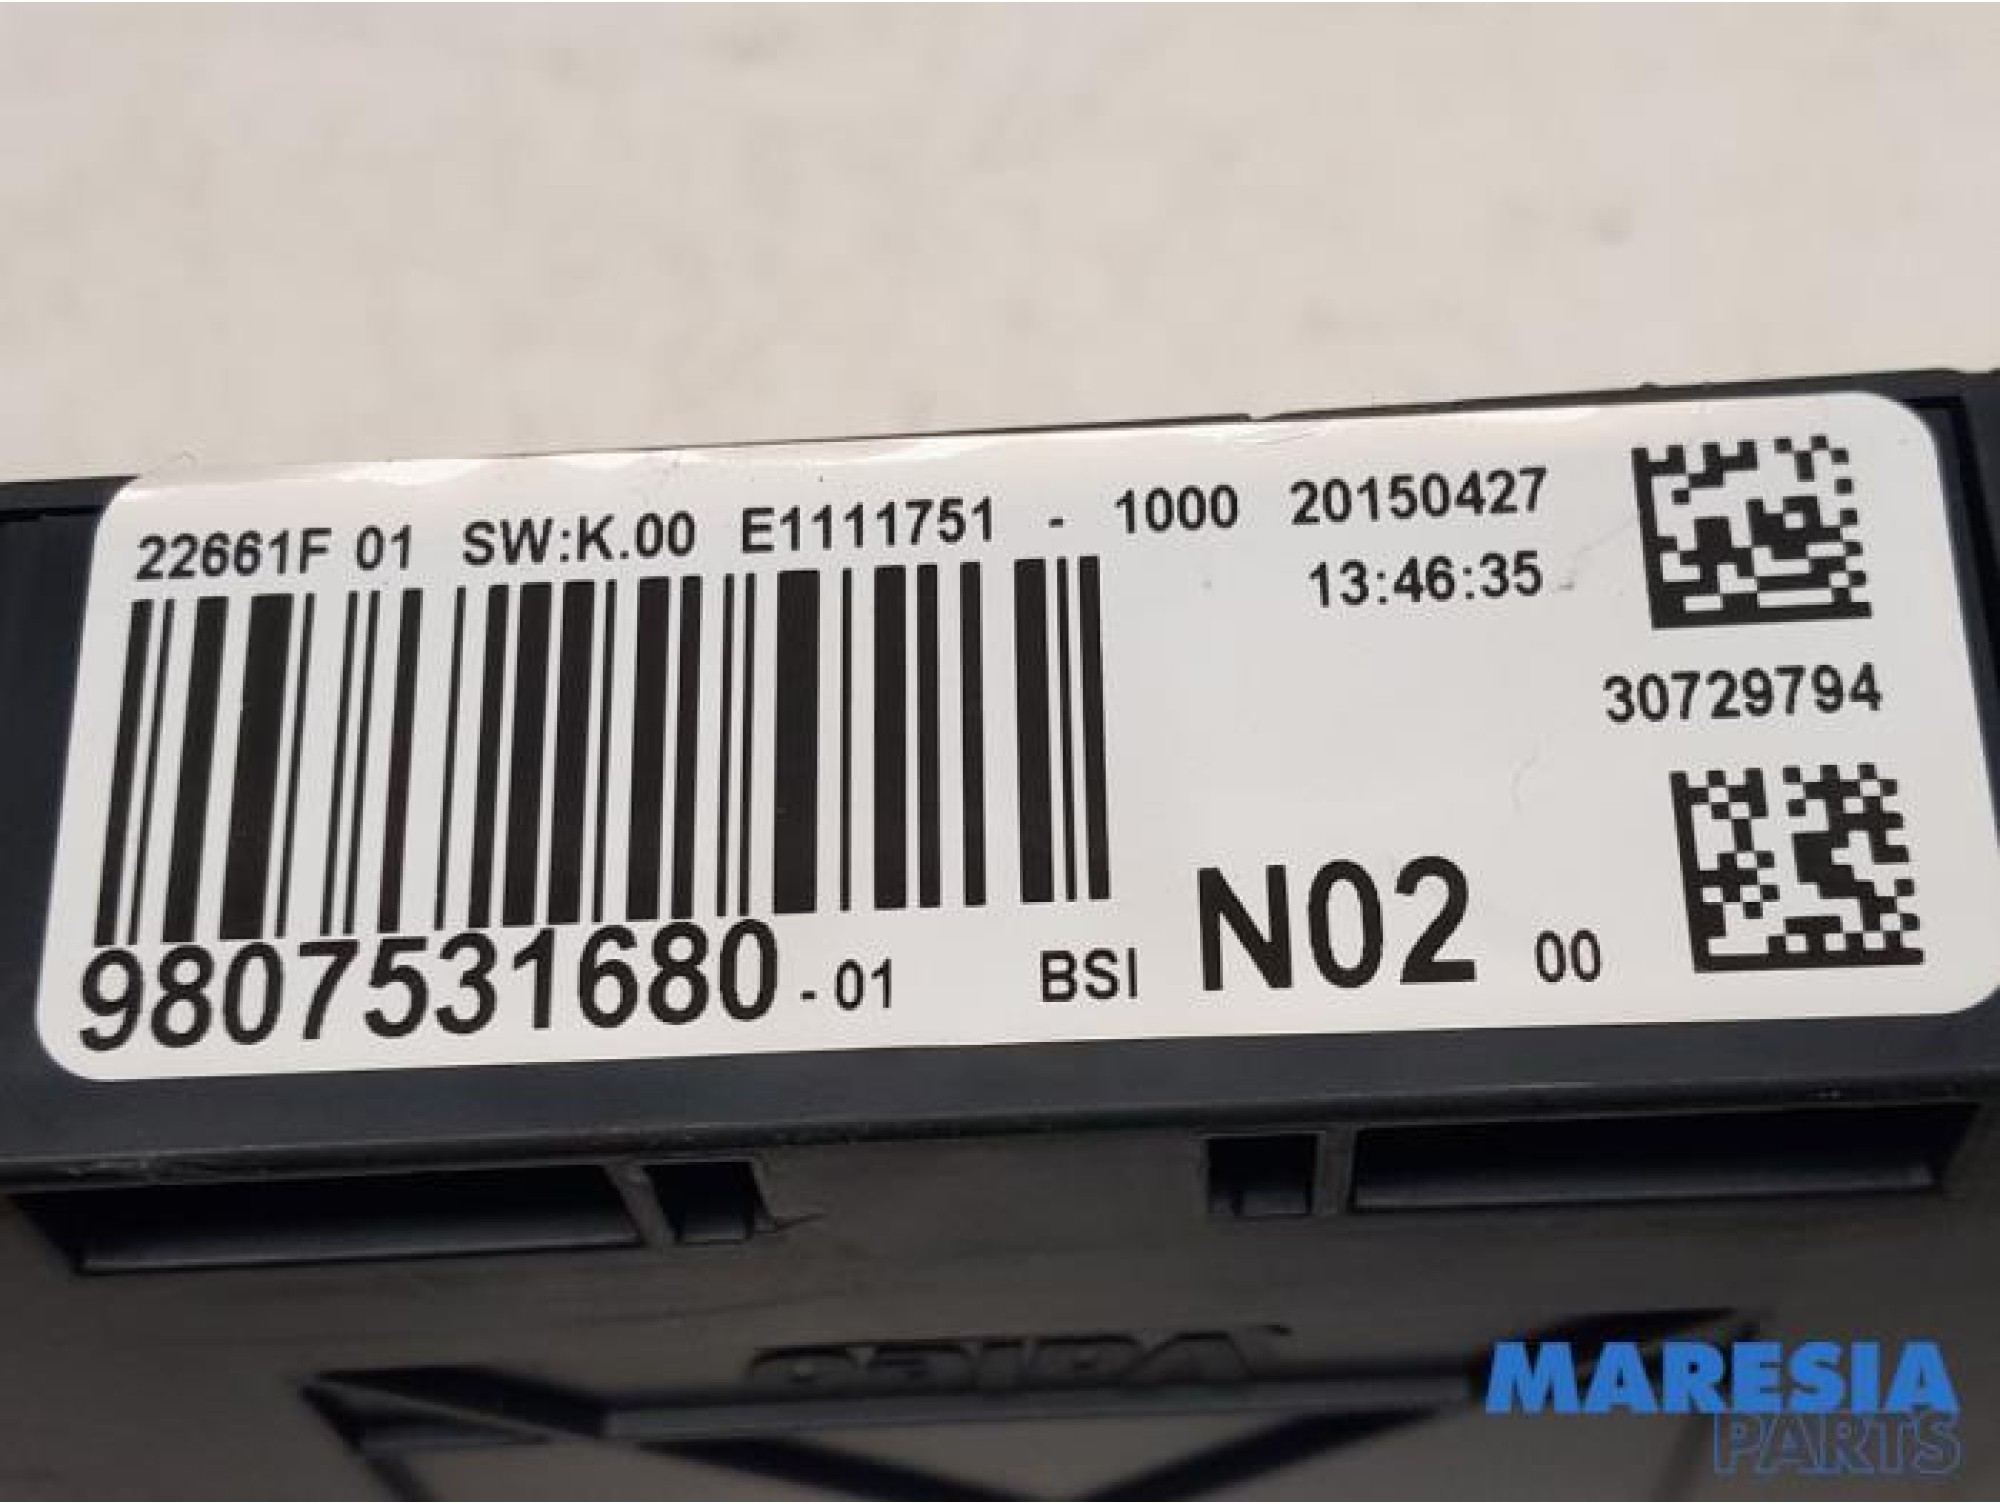 22661F 01 SW:K.00 E1111751 - 1000 20150427
13:46:35
30729794
9807531680 - 01 BSI N02 00
MARESIA
PARTS